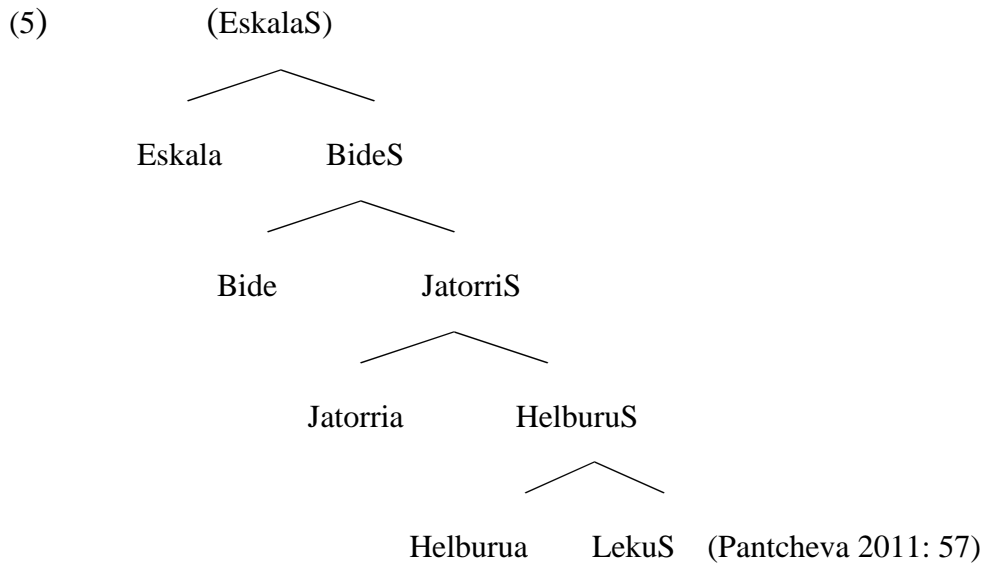 (5) (EskalaS)
Eskala BideS
Bide JatorriS
Jatorria HelburuS
Helburua LekuS (Pantcheva 2011: 57)